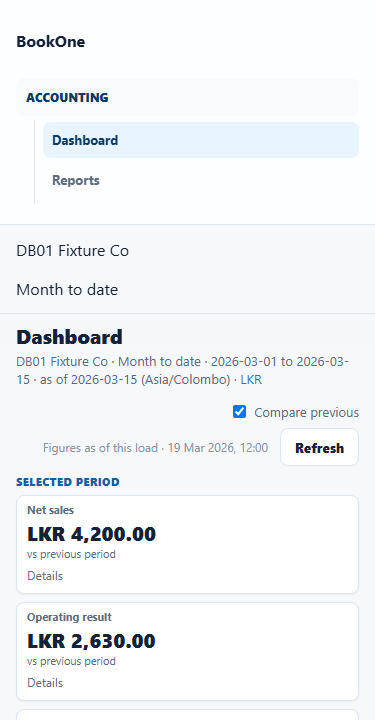 BookOne
ACCOUNTING
Dashboard
Reports
DB01 Fixture Co
Month to date
Dashboard
DB01 Fixture Co · Month to date · 2026-03-01 to 2026-03-
15 · as of 2026-03-15 (Asia/Colombo) · LKR
Compare previous
Figures as of this load · 19 Mar 2026, 12:00
Refresh
SELECTED PERIOD
Net sales
LKR 4,200.00
vs previous period
Details
Operating result
LKR 2,630.00
vs previous period
Details